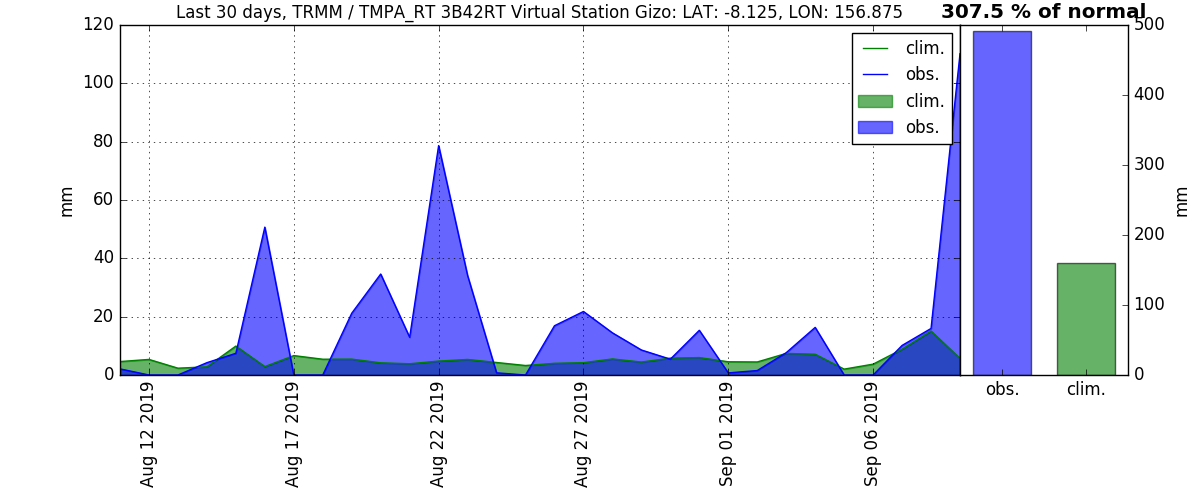 Last 30 days, TRMM / TMPA_RT 3B42RT Virtual Station Gizo: LAT: -8.125, LON: 156.875
307.5 % of normal
120
100
80
60
40
20
0
mm
clim.
obs.
clim.
obs.
Aug 12 2019
Aug 17 2019
Aug 22 2019
Aug 27 2019
Sep 01 2019
Sep 06 2019
500
400
300
200
100
0
mm
obs.
clim.